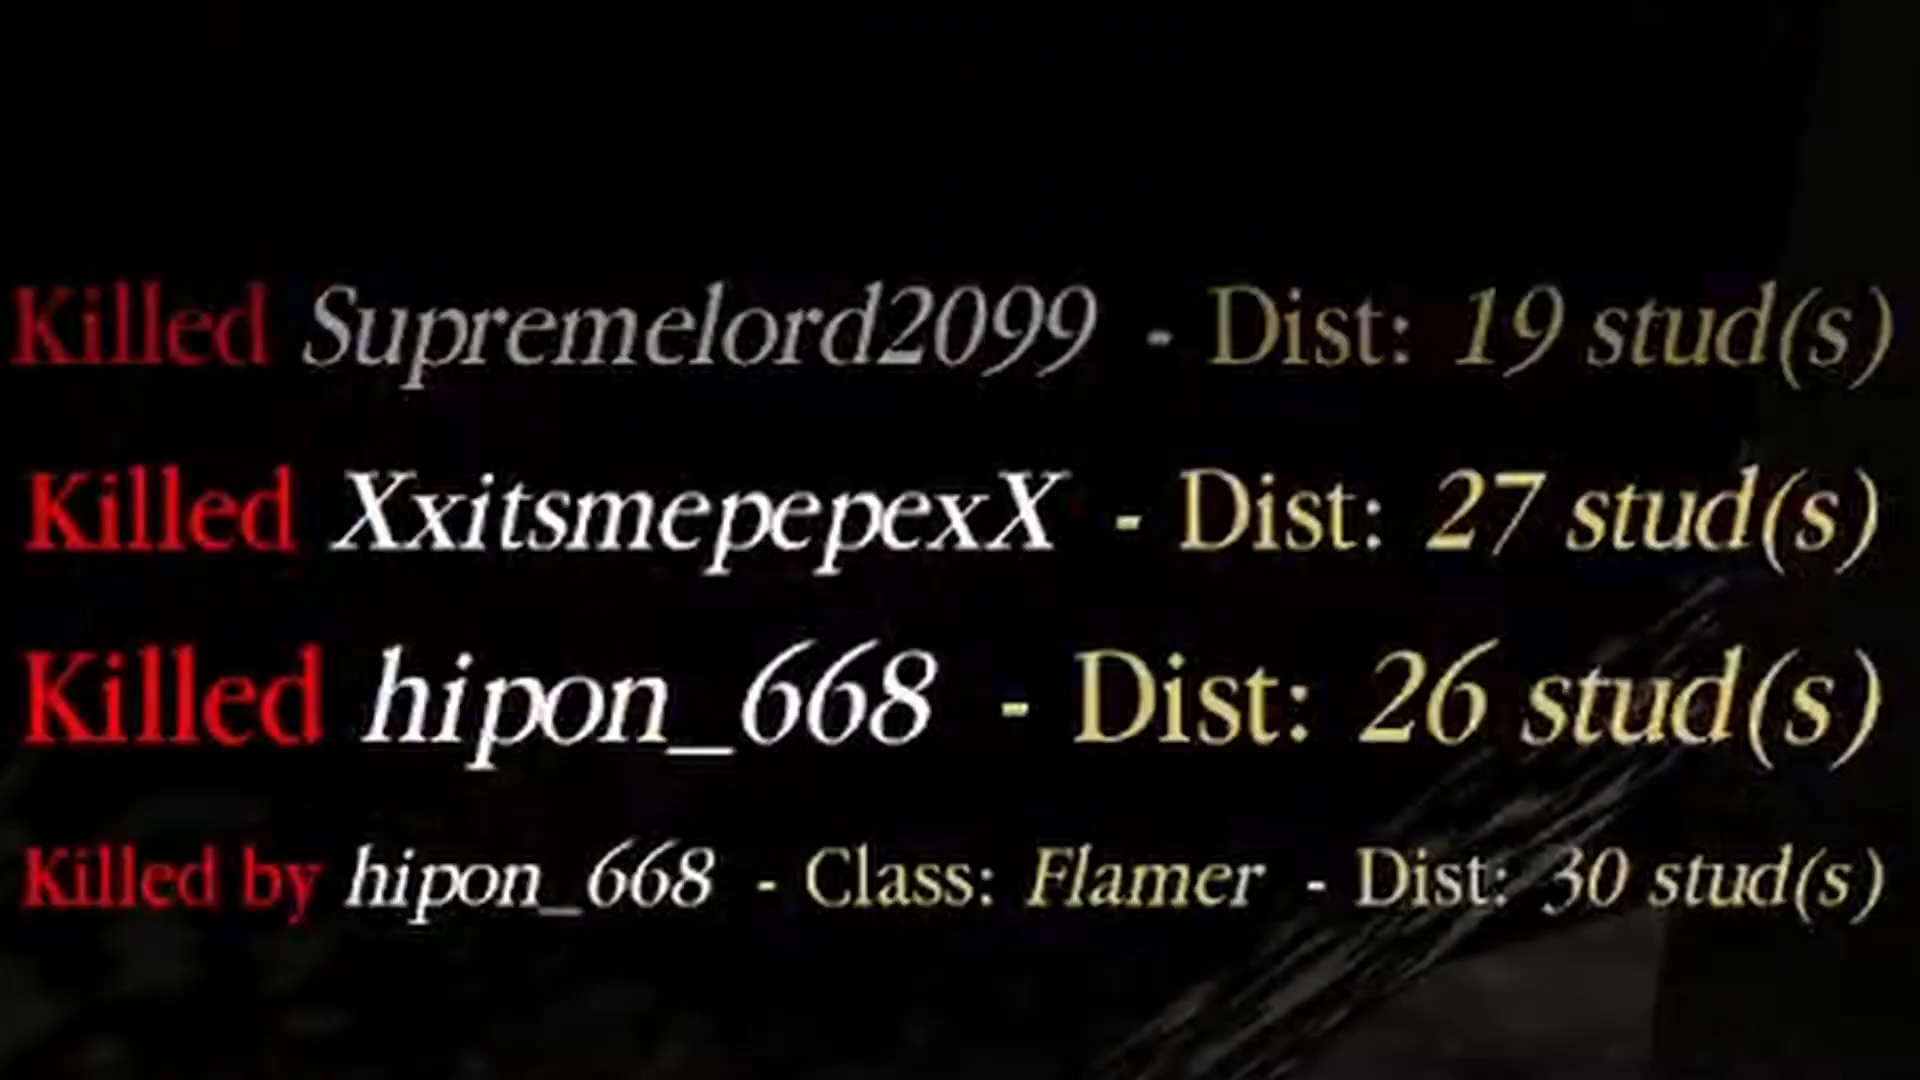 Killed Supremelord2099 - Dist: 19 stud(s)
Killed XxitsmepepexX - Dist: 27 stud(s)
Killed hipon_668 - Dist: 26 stud(s)
Killed by hipon_668 - Class: Flamer - Dist: 30 stud(s)